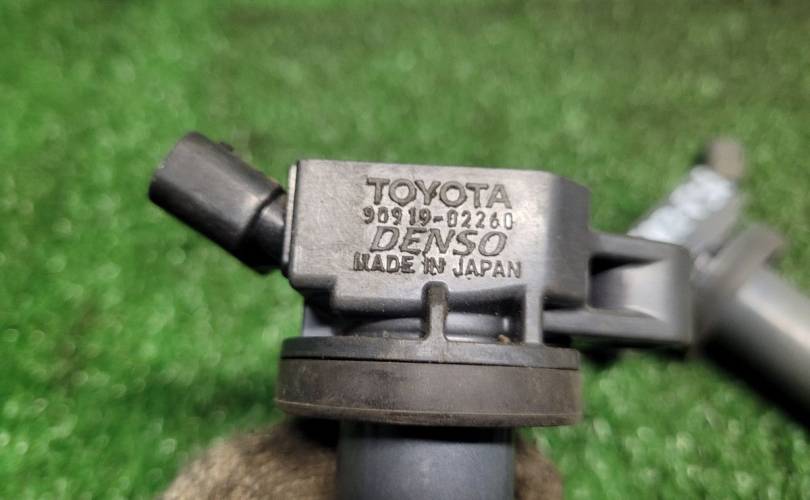 TOYOTA
90919-02260
DENSO
MADE IN JAPAN